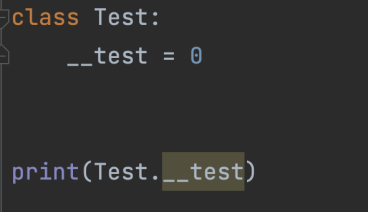 class Test:
    __test = 0
print(Test.__test)